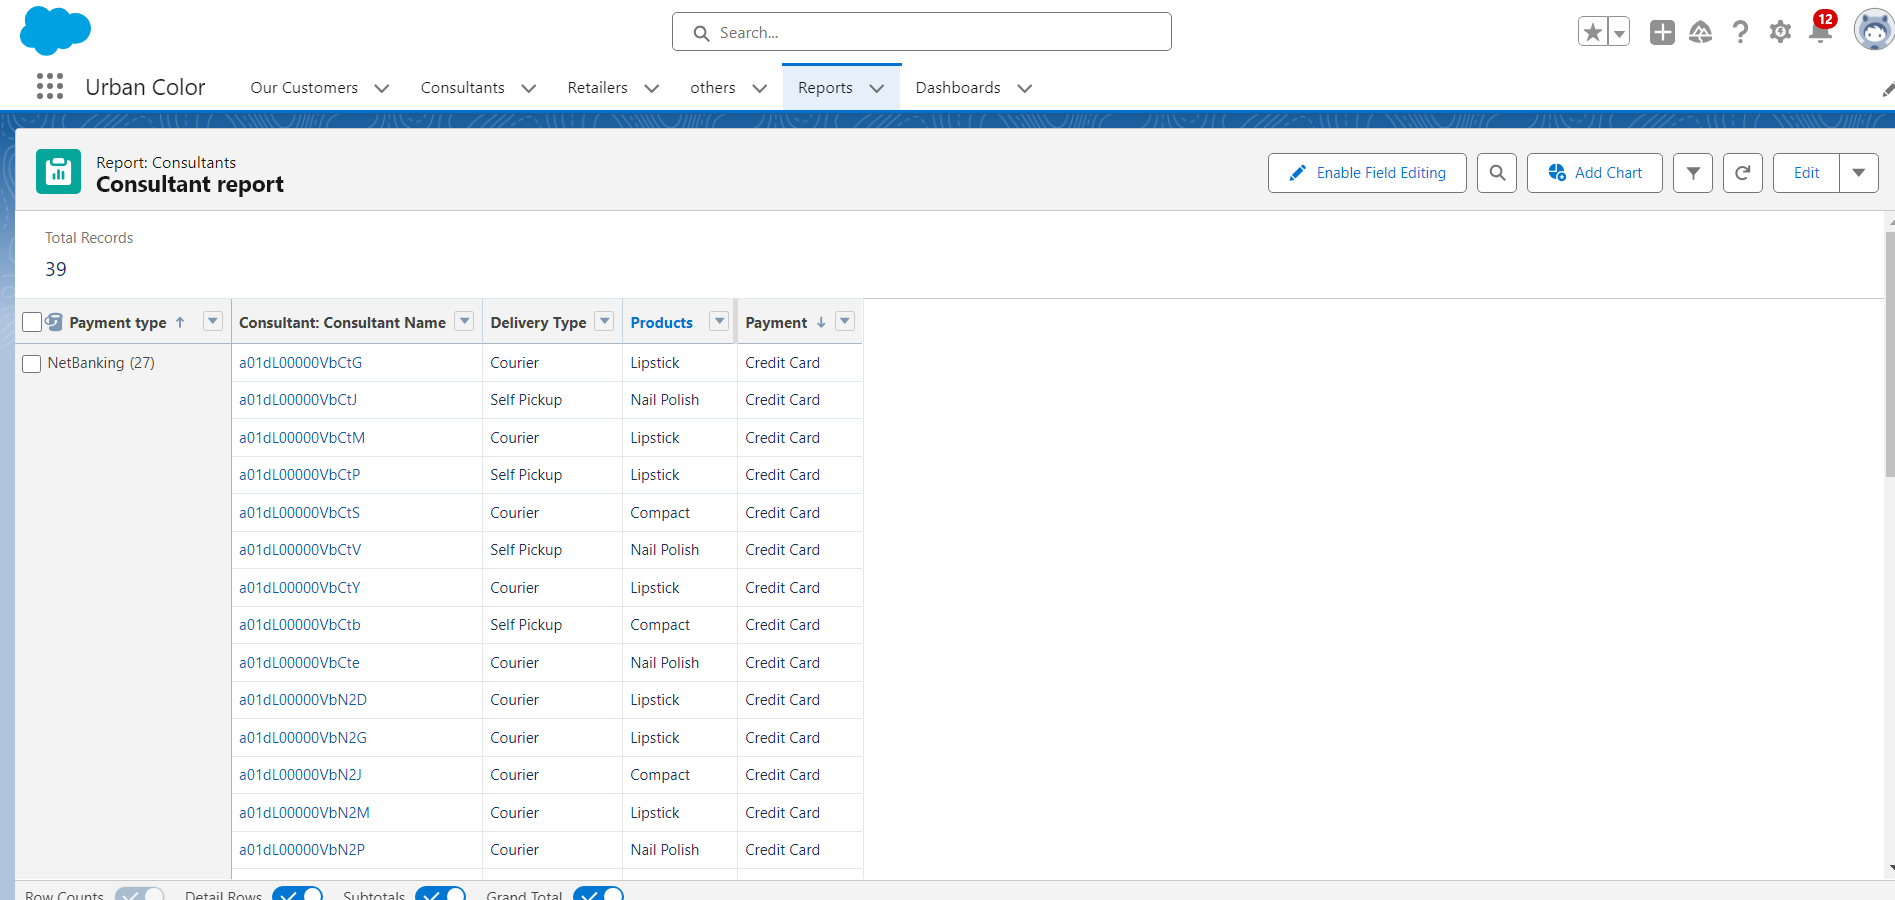 Search...
12
Urban Color Our Customers Consultants Retailers others Reports Dashboards
Report: Consultants
Consultant report
Enable Field Editing Add Chart Edit
Total Records
39
Payment type Consultant: Consultant Name Delivery Type Products Payment
NetBanking (27) a01dL00000VbCtG Courier Lipstick Credit Card
a01dL00000VbCtJ Self Pickup Nail Polish Credit Card
a01dL00000VbCtM Courier Lipstick Credit Card
a01dL00000VbCtP Self Pickup Lipstick Credit Card
a01dL00000VbCtS Courier Compact Credit Card
a01dL00000VbCtV Self Pickup Nail Polish Credit Card
a01dL00000VbCtY Courier Lipstick Credit Card
a01dL00000VbCtb Self Pickup Compact Credit Card
a01dL00000VbCte Courier Nail Polish Credit Card
a01dL00000VbN2D Courier Lipstick Credit Card
a01dL00000VbN2G Courier Lipstick Credit Card
a01dL00000VbN2J Courier Compact Credit Card
a01dL00000VbN2M Courier Lipstick Credit Card
a01dL00000VbN2P Courier Nail Polish Credit Card
Row Counts Detail Rows Subtotals Grand Total